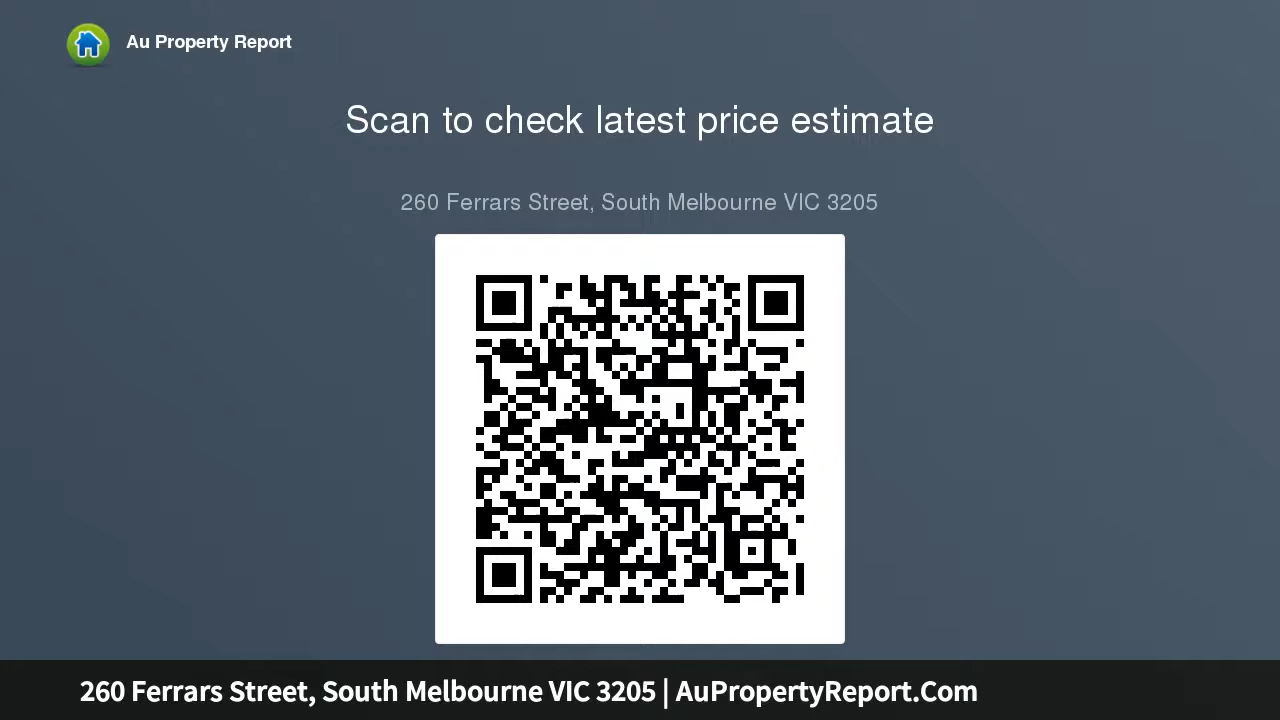 Au Property Report
Scan to check latest price estimate
260 Ferrars Street, South Melbourne VIC 3205
260 Ferrars Street, South Melbourne VIC 3205 | AuPropertyReport.Com